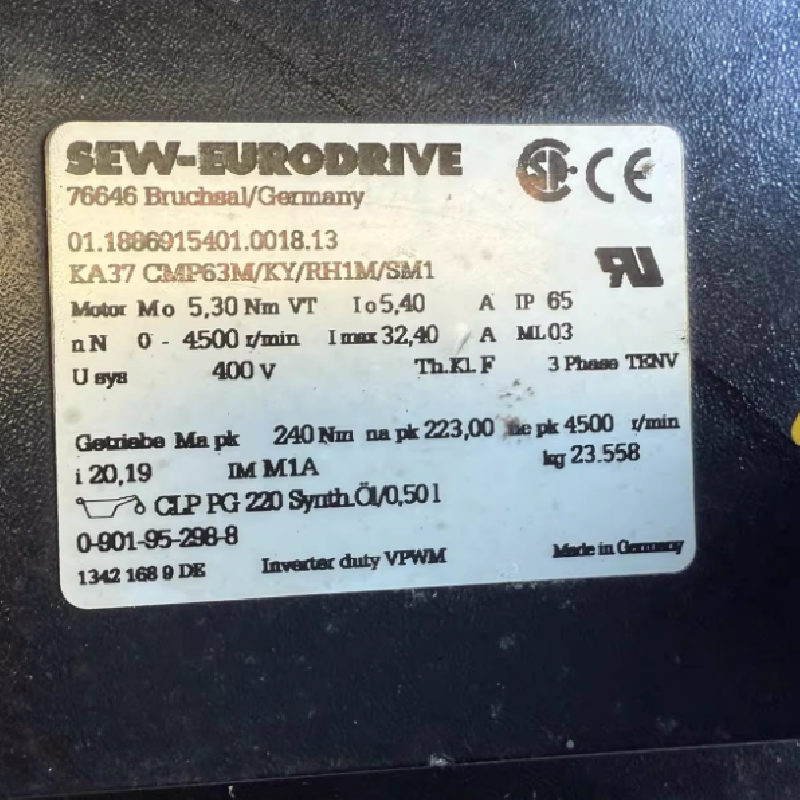 SEW-EURODRIVE
76646 Bruchsal/Germany
01.1886915401.0018.13
KA37 CMP63M/KY/RH1M/SM1
Motor Mo 5,30 Nm VT Io 5,40 A IP 65
nN 0 - 4500 r/min Imax 32,40 A ML 03
Usys 400 V Th.Kl. F 3 Phase TENV
Getriebe Ma pk 240 Nm na pk 223,00 ne pk 4500 r/min
i 20,19 IM M1A kg 23.558
CLP PG 220 Synth.Öl/0,50 l
0-901-95-298-8
1342 168 9 DE Inverter duty VPWM Made in Germany